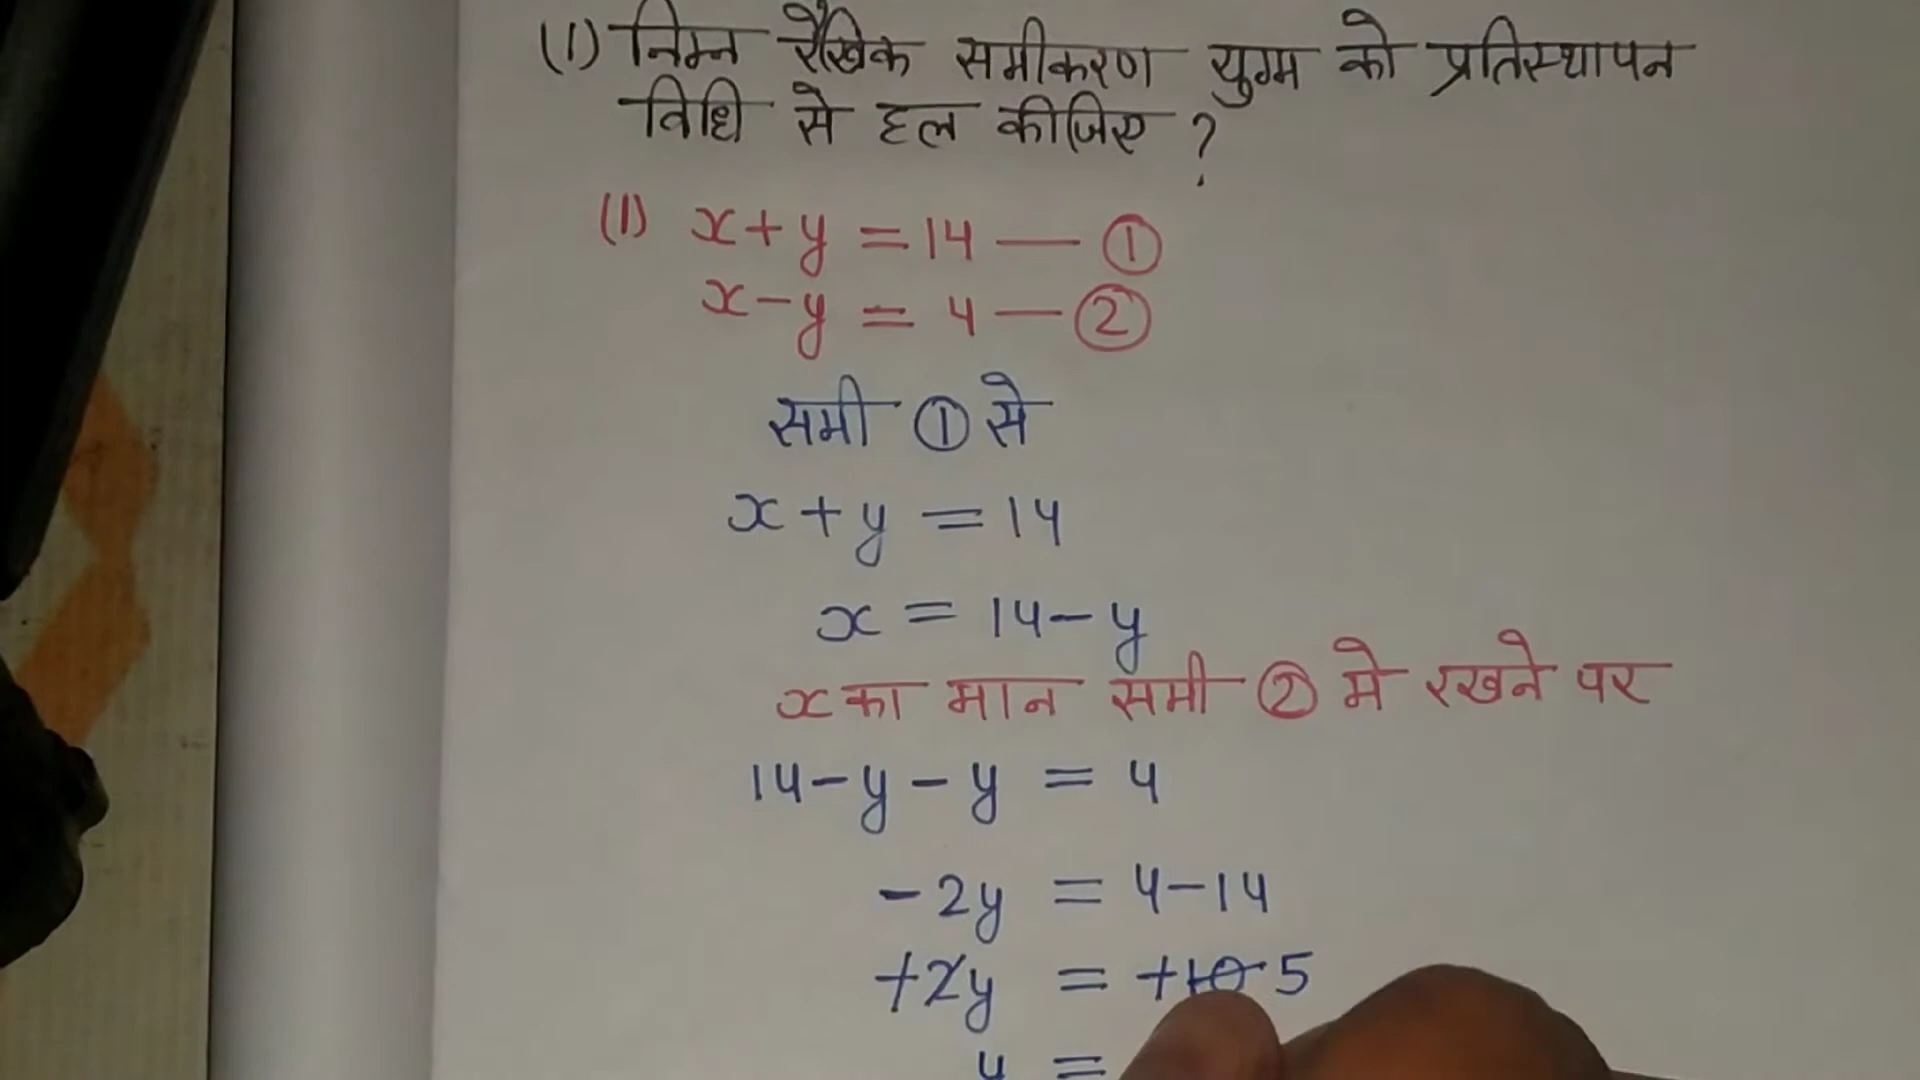 (1) निम्न रैखिक समीकरण युग्म को प्रतिस्थापन
विधि से हल कीजिए ?
(1) x+y = 14 — ①
x-y = 4 — ②
समी ① से
x+y = 14
x = 14-y
x का मान समी ② मे रखने पर
14-y-y = 4
-2y = 4-14
+2y = +10 5
y =